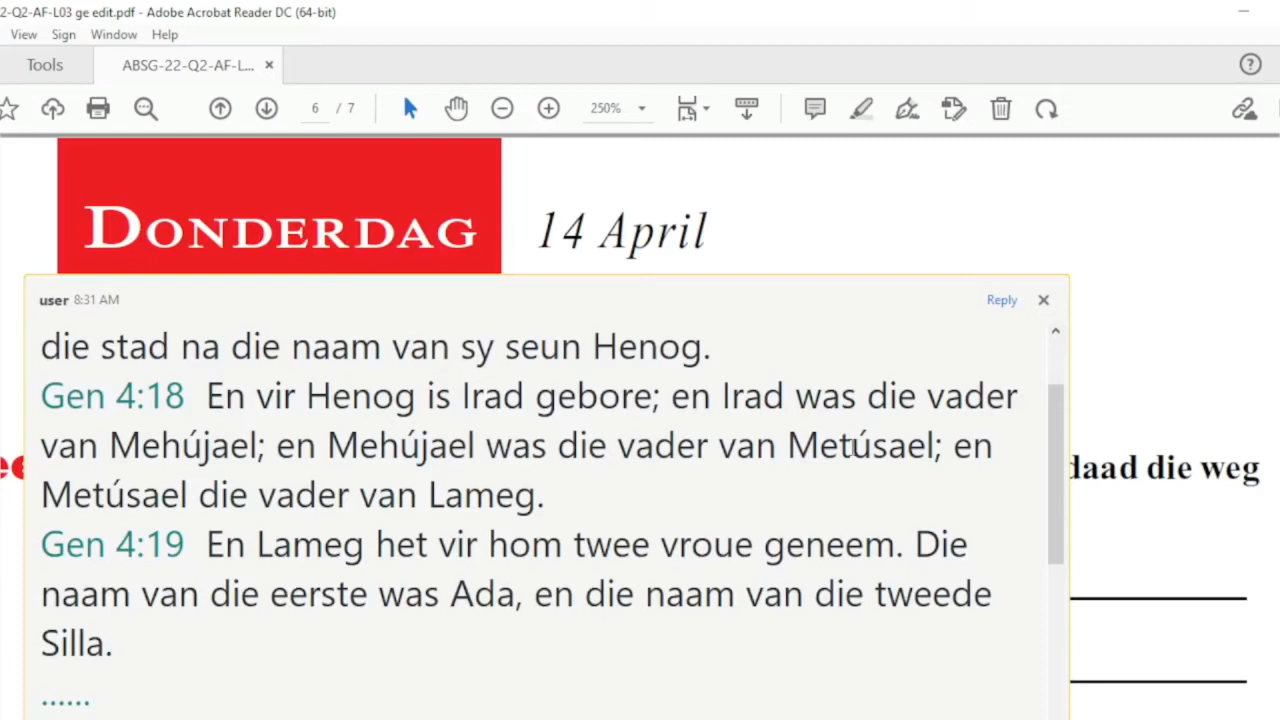 2-Q2-AF-L03 ge edit.pdf - Adobe Acrobat Reader DC (64-bit)
View Sign Window Help
Tools ABSG-22-Q2-AF-L... ×
6 / 7 250%
DONDERDAG 14 April
user 8:31 AM Reply
die stad na die naam van sy seun Henog.
Gen 4:18 En vir Henog is Irad gebore; en Irad was die vader
van Mehújael; en Mehújael was die vader van Metúsael; en
daad die weg
Metúsael die vader van Lameg.
Gen 4:19 En Lameg het vir hom twee vroue geneem. Die
naam van die eerste was Ada, en die naam van die tweede
Silla.
......